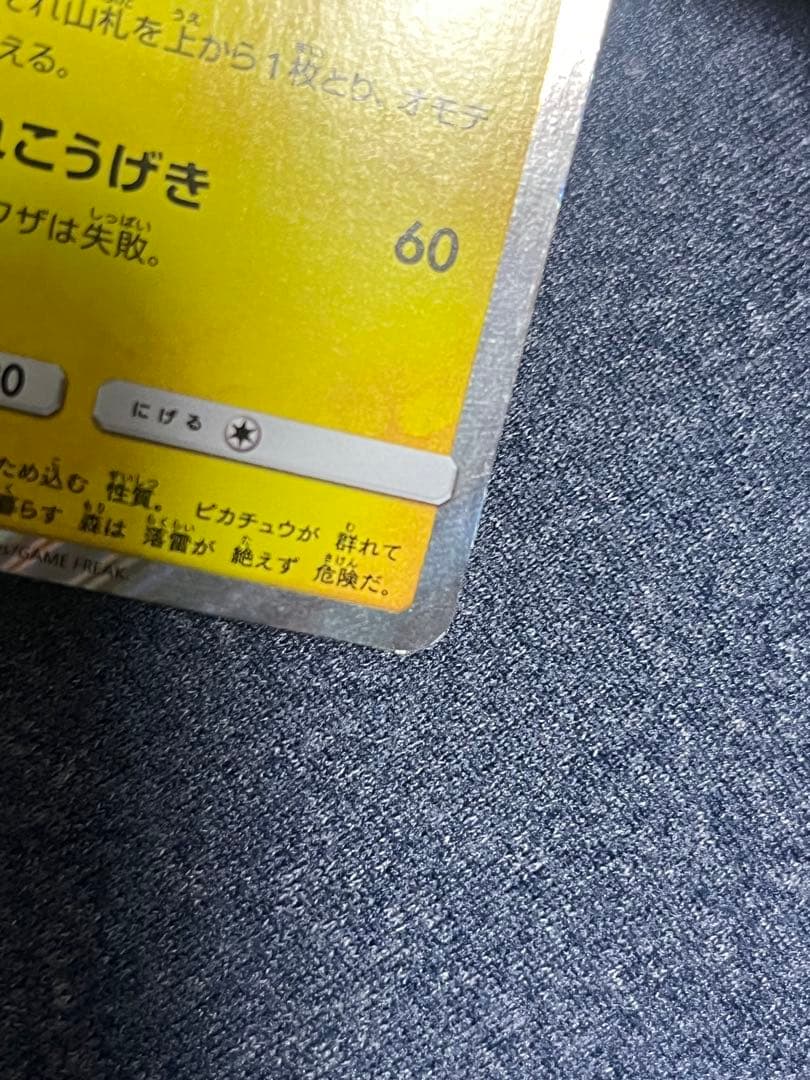 それ山札を上から1枚とり、オモテ
える。
こうげき
ワザは失敗。
60
にげる
ため込む 性質。 ピカチュウが 群れて
暮らす 森は 落雷が 絶えず 危険だ。
/GAME FREAK.